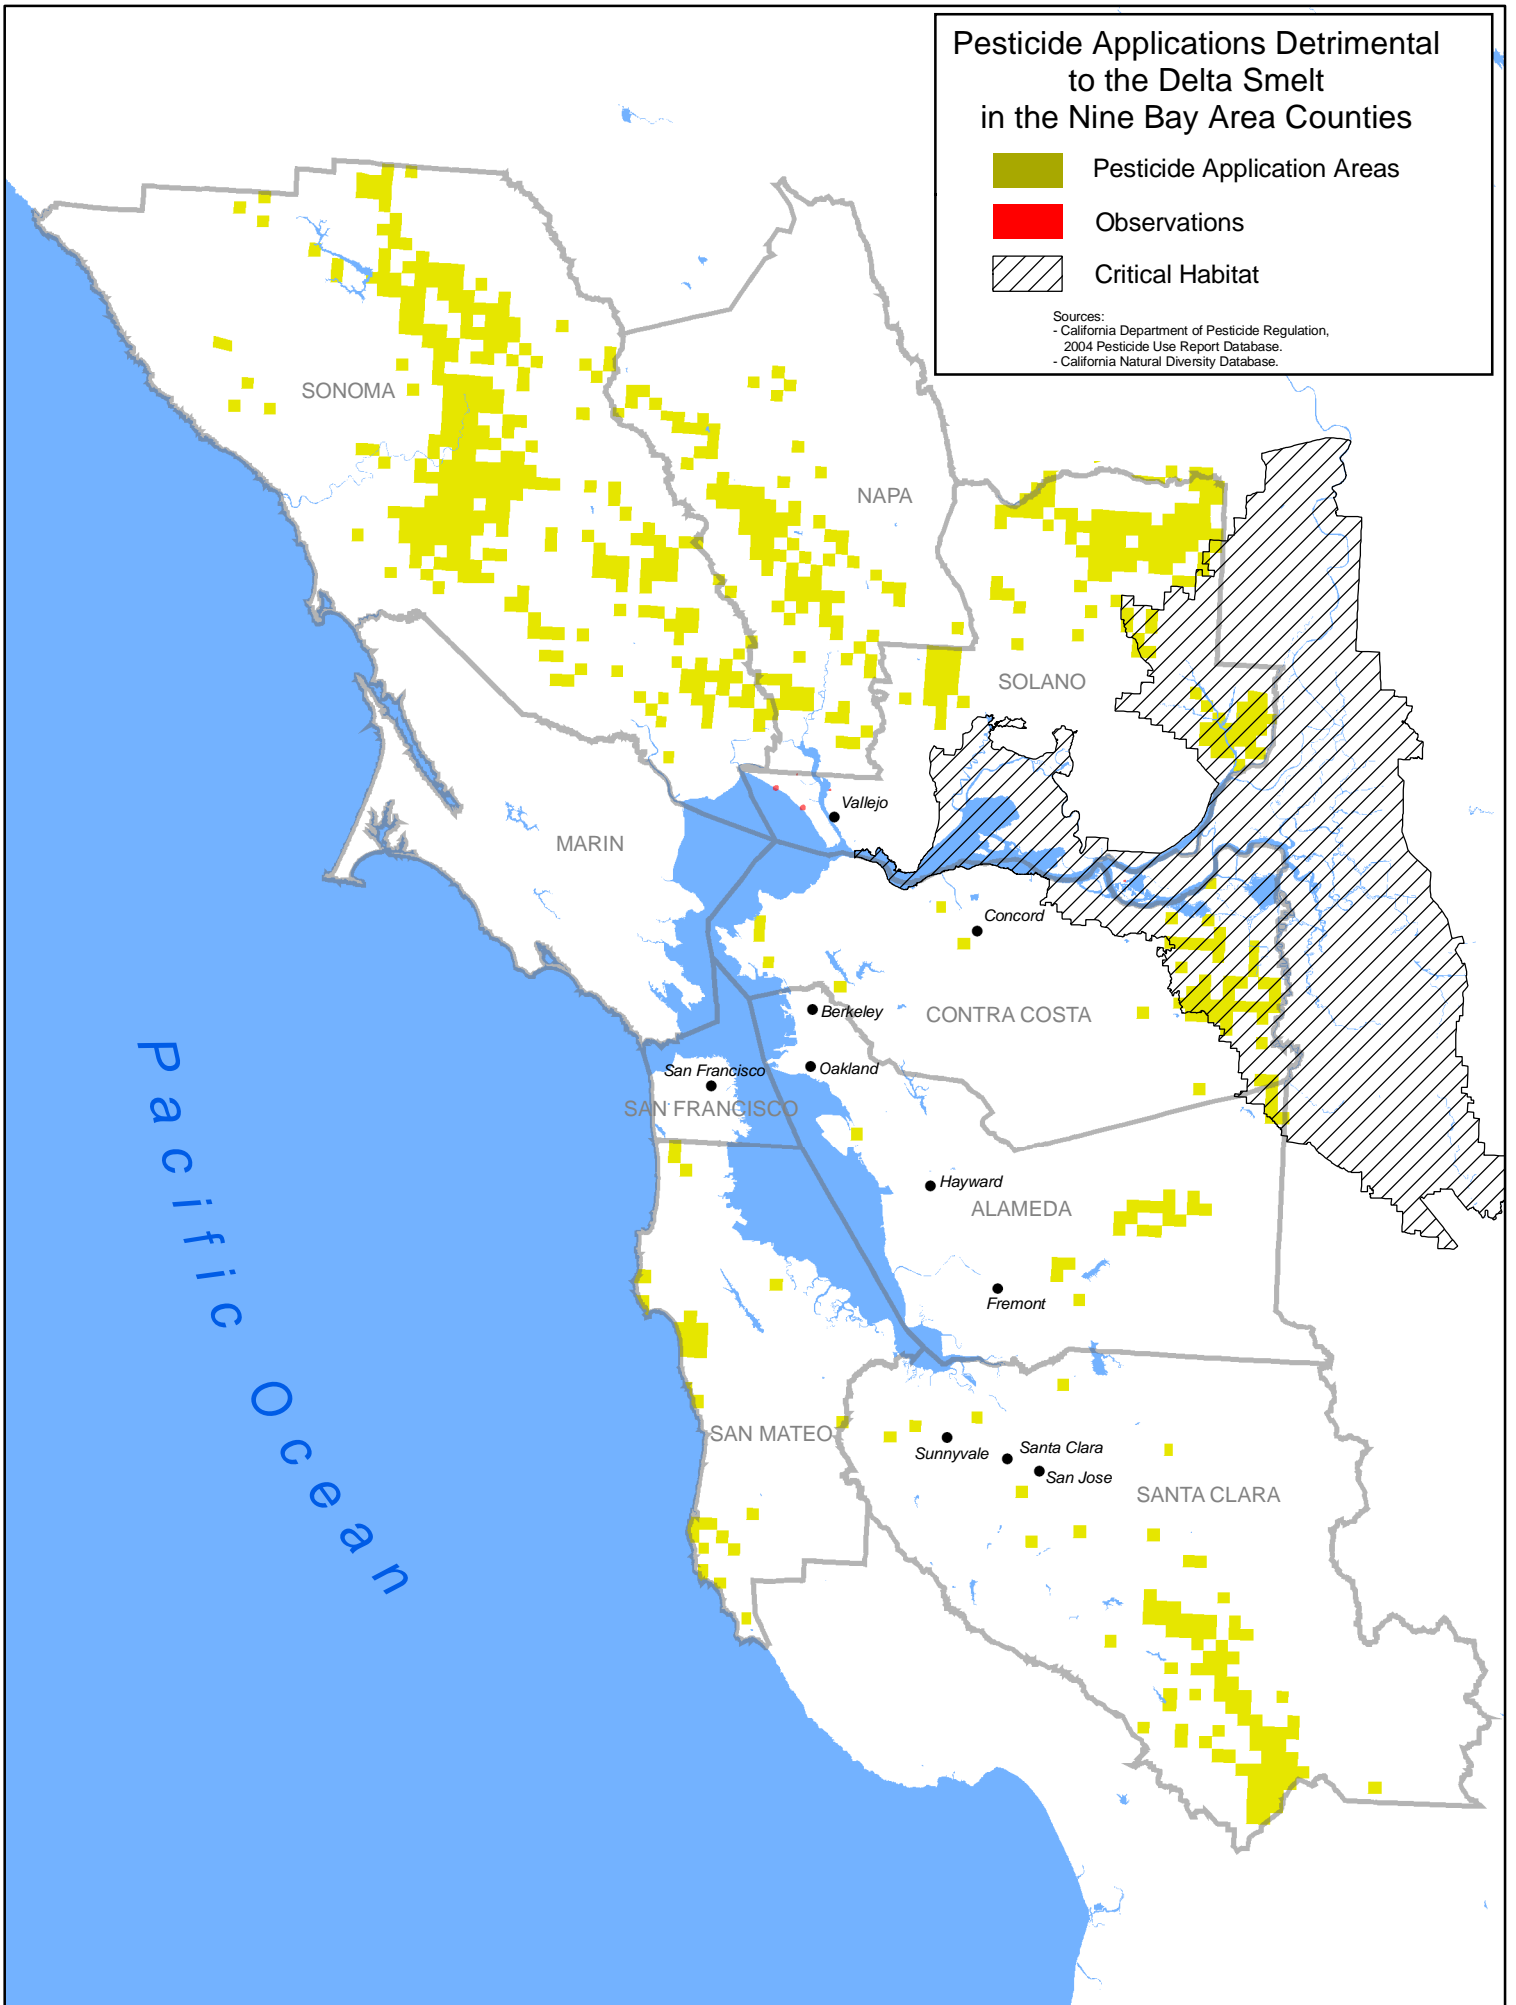 Pesticide Applications Detrimental
to the Delta Smelt
in the Nine Bay Area Counties
Pesticide Application Areas
Observations
Critical Habitat
Sources:
- California Department of Pesticide Regulation,
2004 Pesticide Use Report Database.
- California Natural Diversity Database.
SONOMA
NAPA
SOLANO
Vallejo
MARIN
Concord
Berkeley
CONTRA COSTA
Oakland
San Francisco
SAN FRANCISCO
Hayward
ALAMEDA
Fremont
SAN MATEO
Sunnyvale
Santa Clara
San Jose
SANTA CLARA
Pacific Ocean